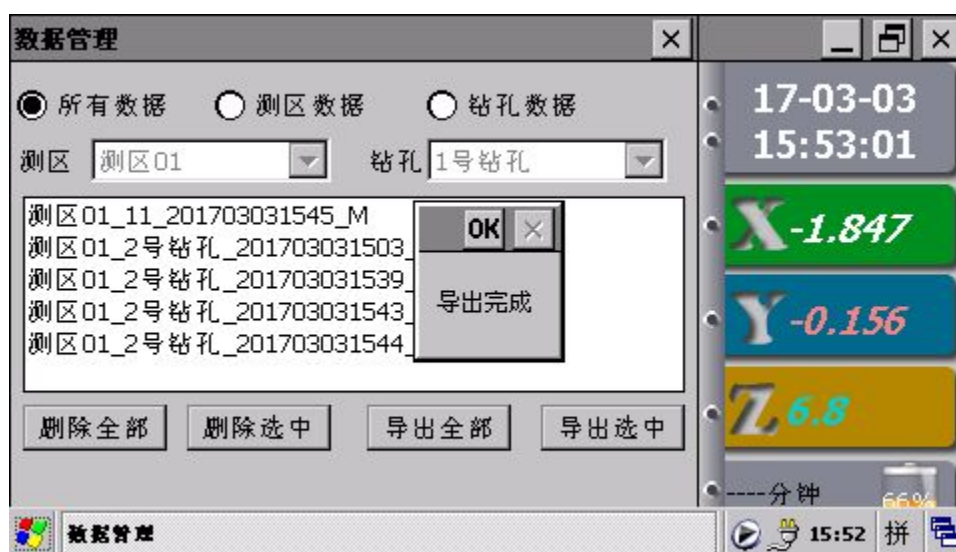 数据管理
所有数据 测区数据 钻孔数据
测区 测区01 钻孔 1号钻孔
测区01_11_201703031545_M
测区01_2号钻孔_201703031503_
测区01_2号钻孔_201703031539_
测区01_2号钻孔_201703031543_
测区01_2号钻孔_201703031544_
OK
导出完成
删除全部 删除选中 导出全部 导出选中
17-03-03
15:53:01
X -1.847
Y -0.156
Z 6.8
----分钟 66%
数据管理 15:52 拼